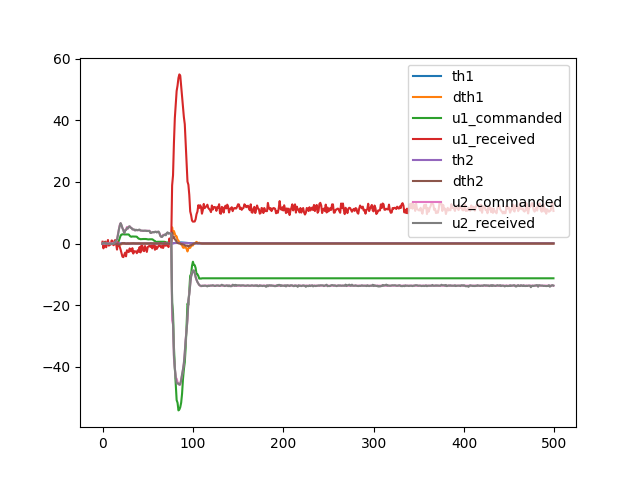 60
40
20
0
−20
−40
0
100
200
300
400
500
th1
dth1
u1_commanded
u1_received
th2
dth2
u2_commanded
u2_received